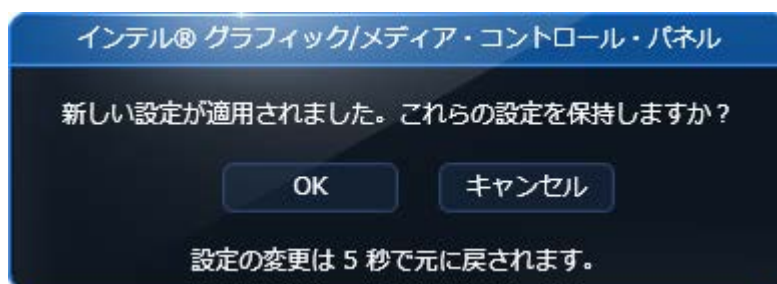 インテル® グラフィック/メディア・コントロール・パネル
新しい設定が適用されました。これらの設定を保持しますか？
OK
キャンセル
設定の変更は 5 秒で元に戻されます。